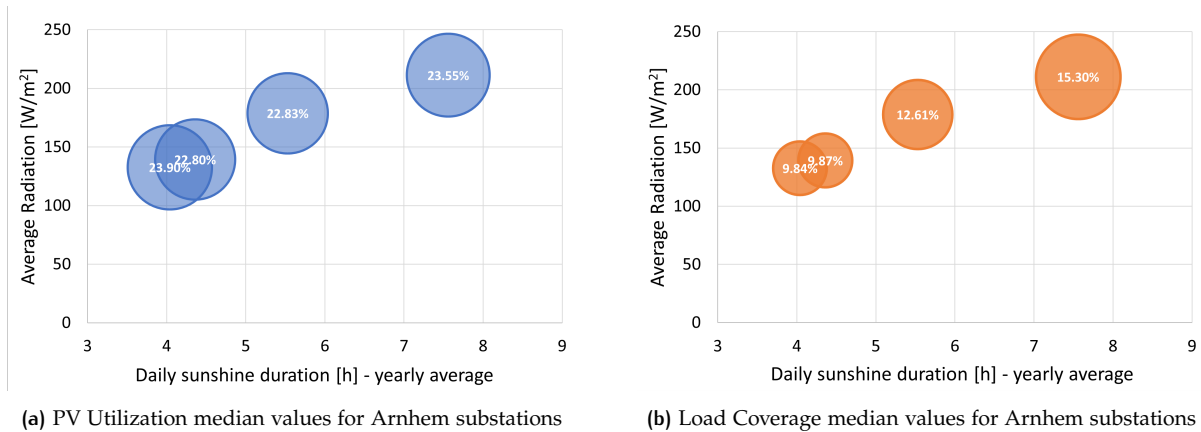 250
200
150
100
50
0
Average Radiation [W/m²]
23.90%
22.80%
22.83%
23.55%
3 4 5 6 7 8 9
Daily sunshine duration [h] - yearly average
(a) PV Utilization median values for Arnhem substations
250
200
150
100
50
0
Average Radiation [W/m²]
9.84%
9.87%
12.61%
15.30%
3 4 5 6 7 8 9
Daily sunshine duration [h] - yearly average
(b) Load Coverage median values for Arnhem substations